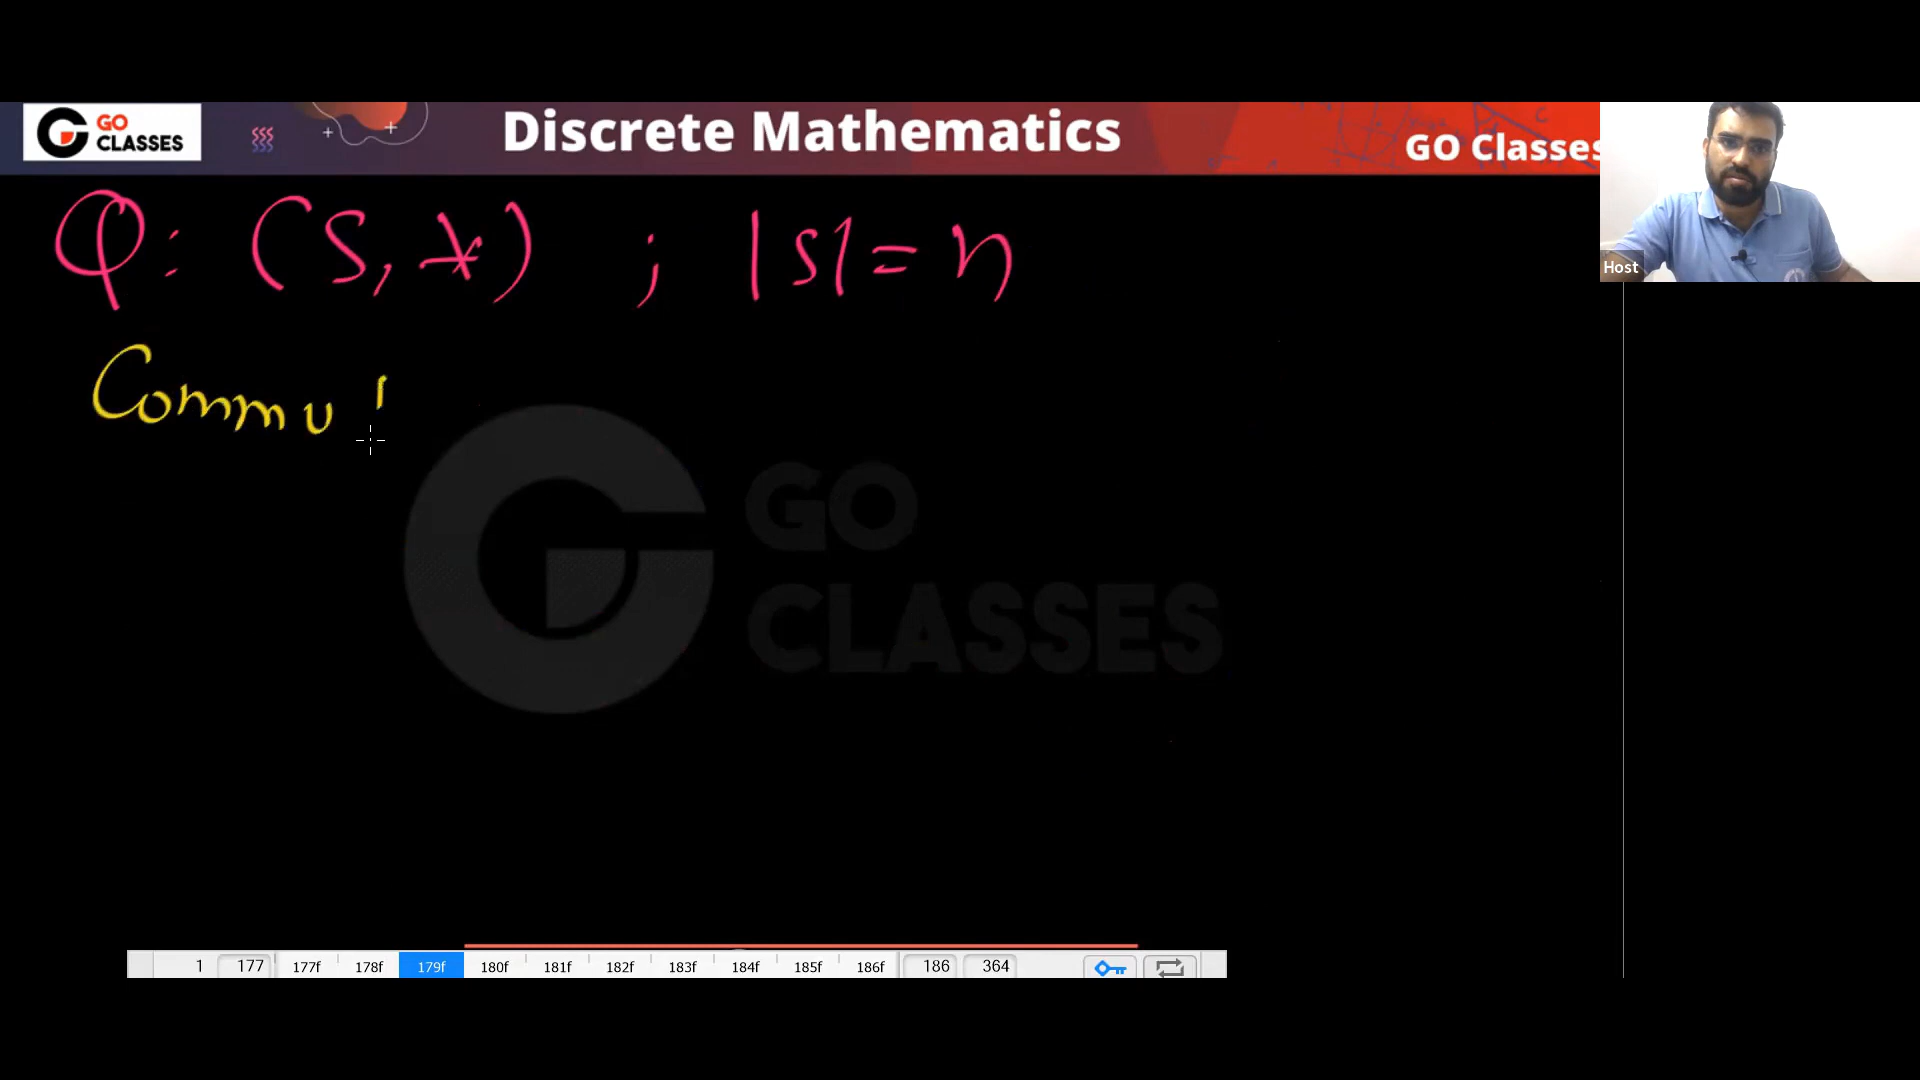 GO
CLASSES
Discrete Mathematics
GO Classes
Host
Q: (S, *) ; |S| = n
Commut
GO
CLASSES
1 177 177f 178f 179f 180f 181f 182f 183f 184f 185f 186f 186 364